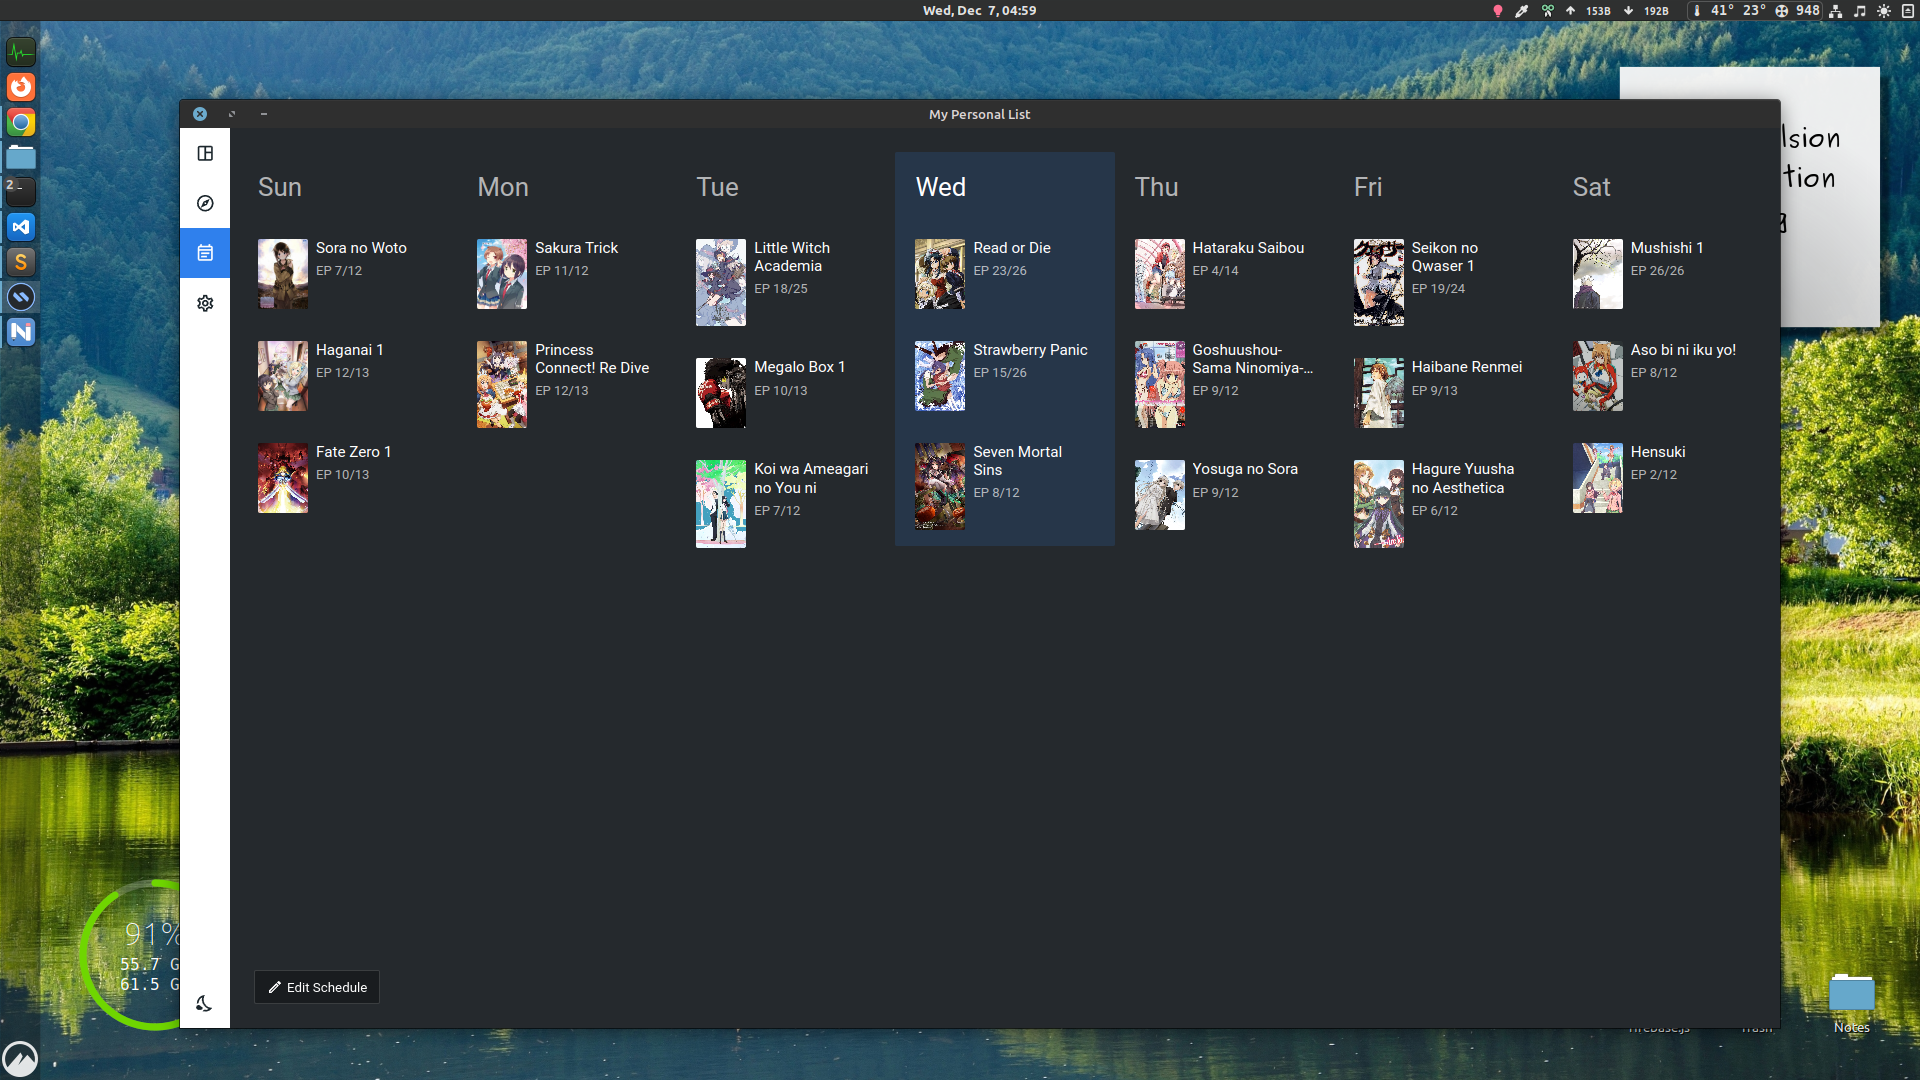 Wed, Dec 7, 04:59
153B
192B
41° 23°
948
My Personal List
Sun
Sora no Woto
EP 7/12
Haganai 1
EP 12/13
Fate Zero 1
EP 10/13
Mon
Sakura Trick
EP 11/12
Princess
Connect! Re Dive
EP 12/13
Tue
Little Witch
Academia
EP 18/25
Megalo Box 1
EP 10/13
Koi wa Ameagari
no You ni
EP 7/12
Wed
Read or Die
EP 23/26
Strawberry Panic
EP 15/26
Seven Mortal
Sins
EP 8/12
Thu
Hataraku Saibou
EP 4/14
Goshuushou-
Sama Ninomiya-...
EP 9/12
Yosuga no Sora
EP 9/12
Fri
Seikon no
Qwaser 1
EP 19/24
Haibane Renmei
EP 9/13
Hagure Yuusha
no Aesthetica
EP 6/12
Sat
Mushishi 1
EP 26/26
Aso bi ni iku yo!
EP 8/12
Hensuki
EP 2/12
Edit Schedule
lsion
tion
g
2
91%
55.7 G
61.5 G
Notes